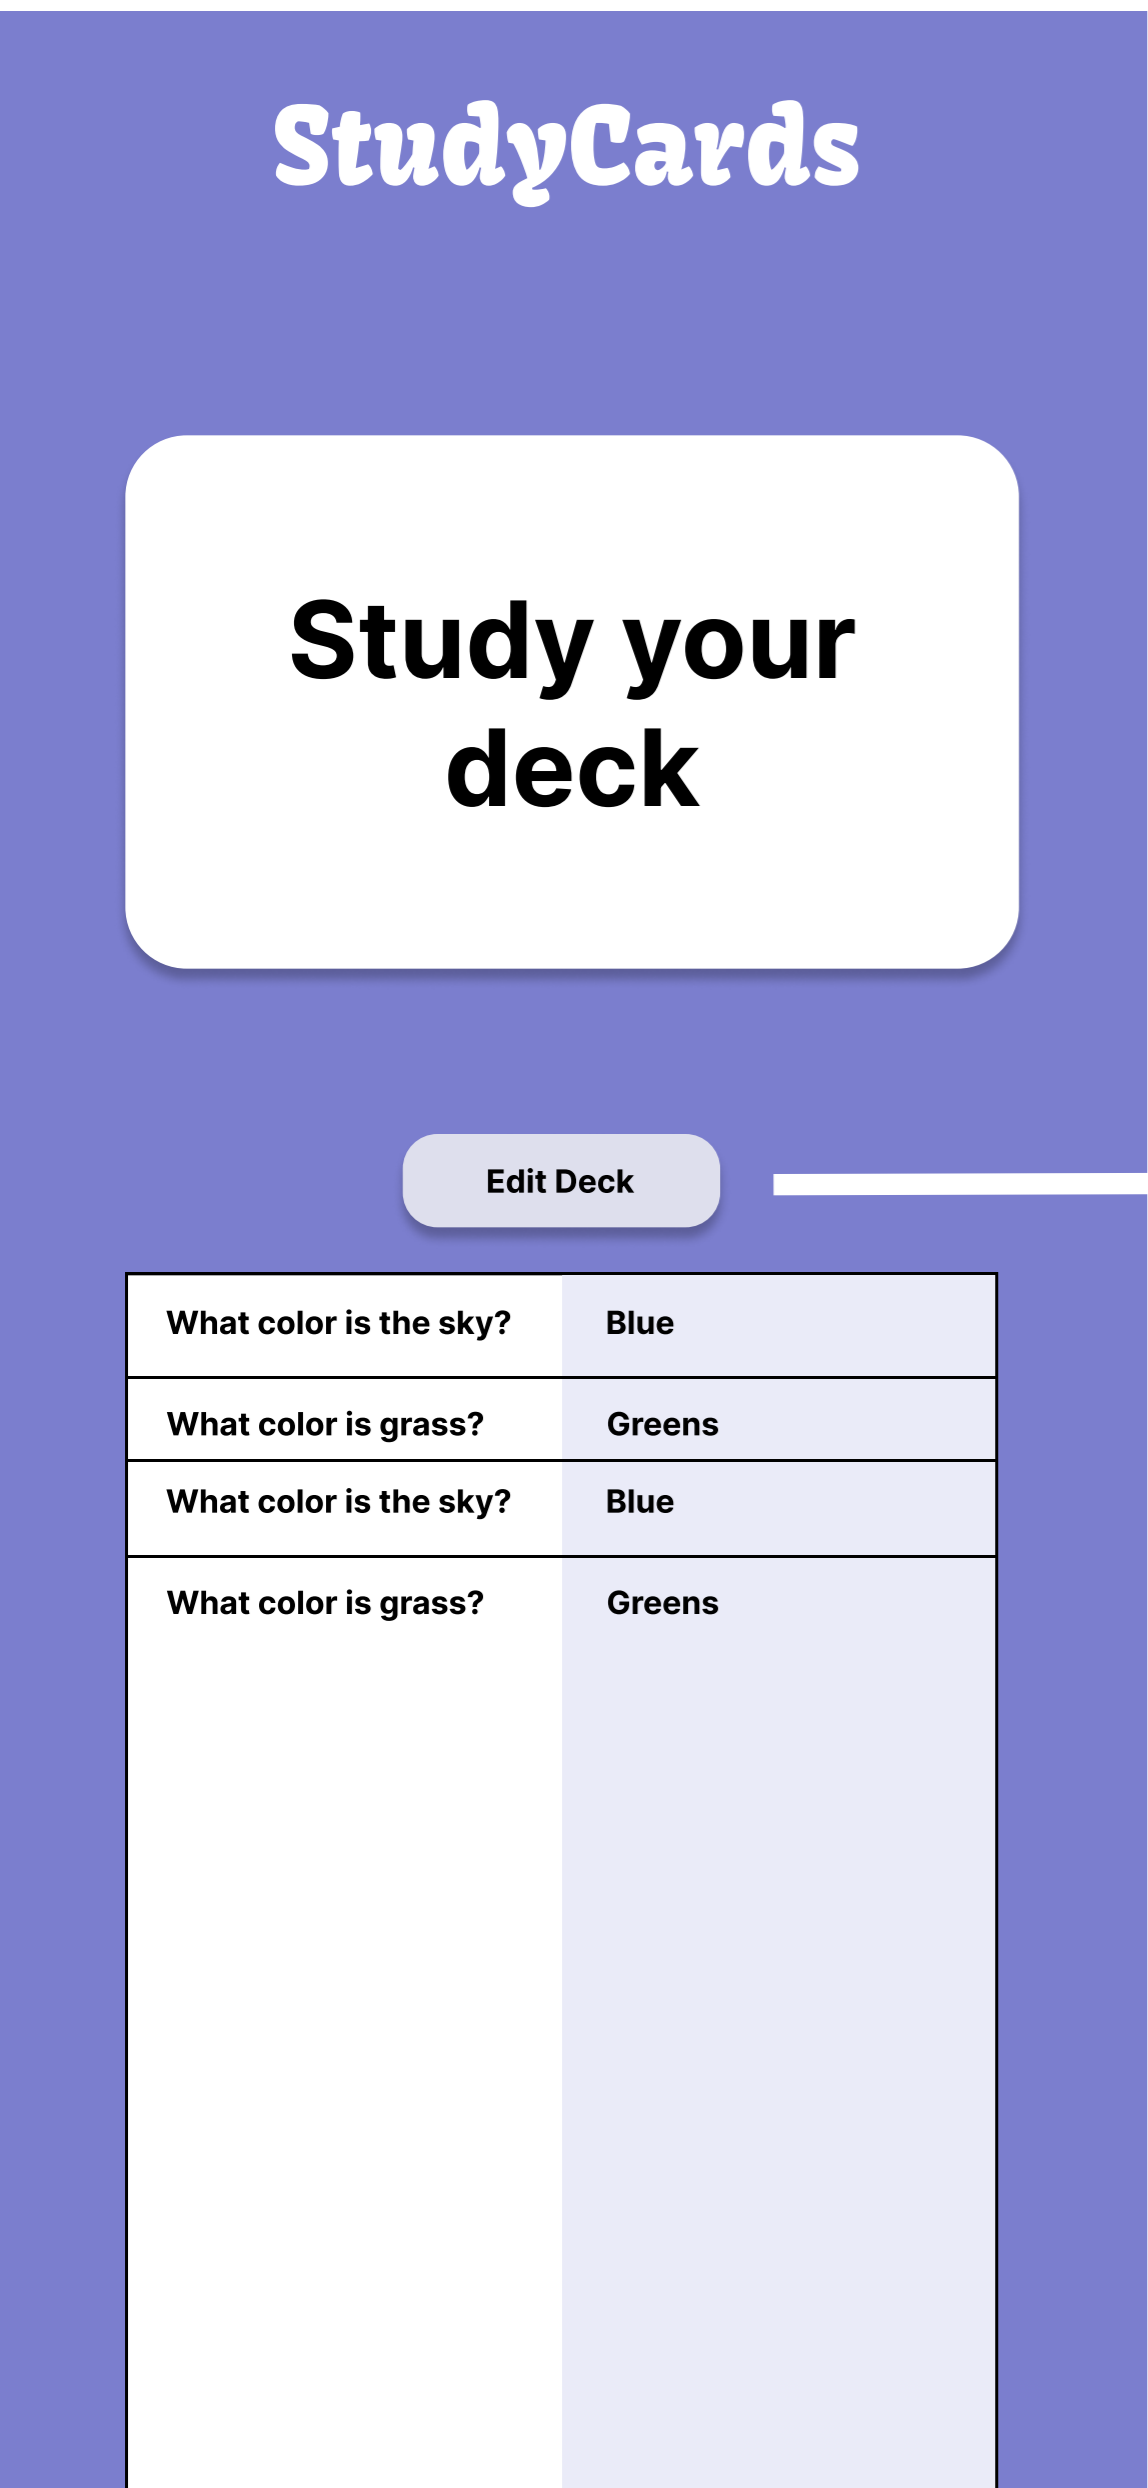 StudyCards
Study your
deck
Edit Deck
What color is the sky? Blue
What color is grass? Greens
What color is the sky? Blue
What color is grass? Greens